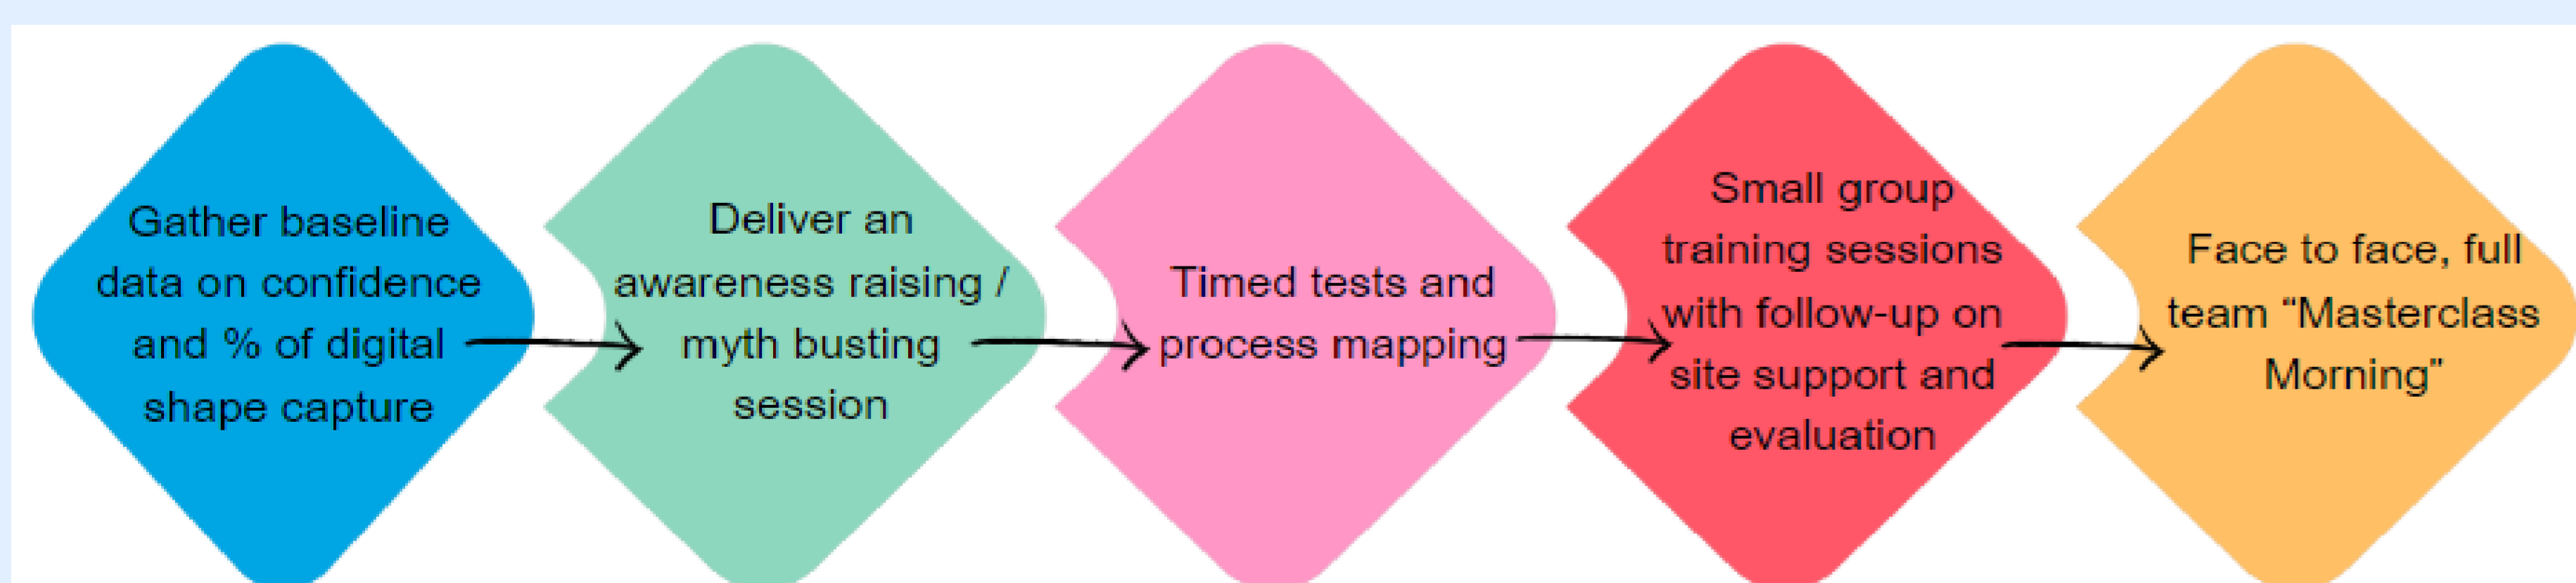 Gather baseline
data on confidence
and % of digital
shape capture
Deliver an
awareness raising /
myth busting
session
Timed tests and
process mapping
Small group
training sessions
with follow-up on
site support and
evaluation
Face to face, full
team “Masterclass
Morning”